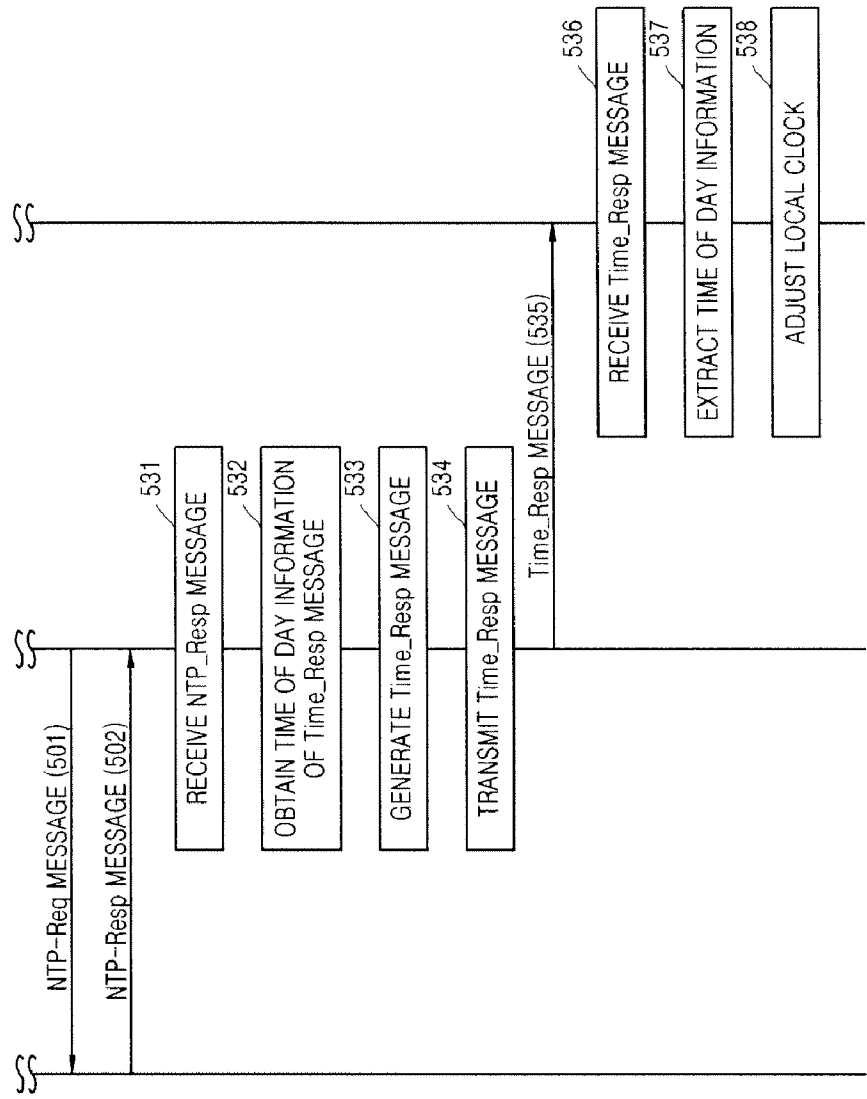 NTP-Req MESSAGE (501)
NTP-Resp MESSAGE (502)
531
RECEIVE NTP_Resp MESSAGE
532
OBTAIN TIME OF DAY INFORMATION
OF Time_Resp MESSAGE
533
GENERATE Time_Resp MESSAGE
534
TRANSMIT Time_Resp MESSAGE
Time_Resp MESSAGE (535)
536
RECEIVE Time_Resp MESSAGE
537
EXTRACT TIME OF DAY INFORMATION
538
ADJUST LOCAL CLOCK